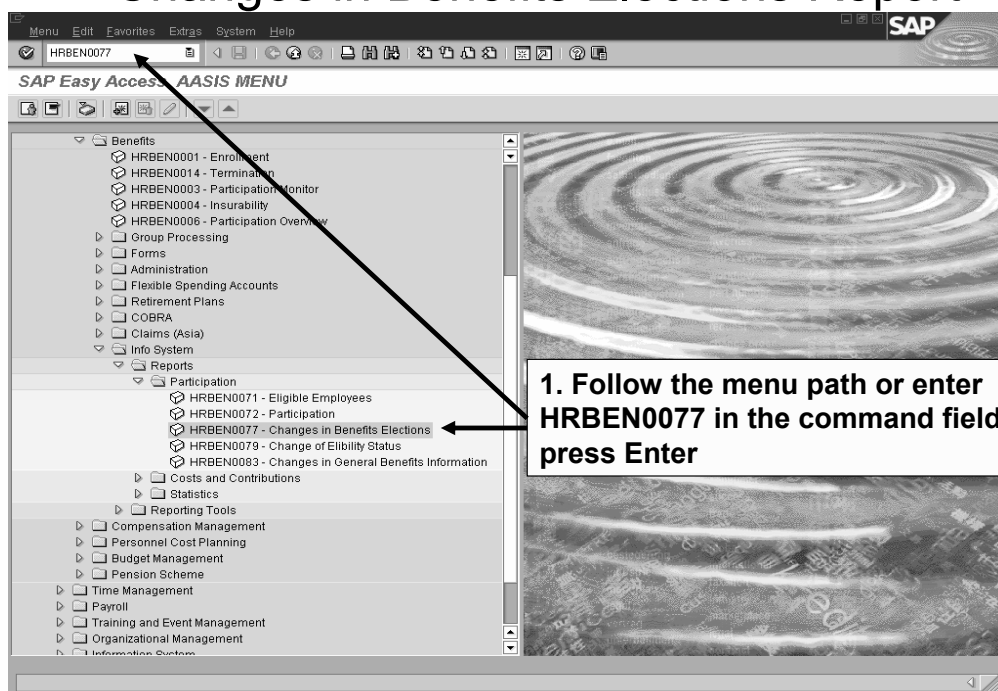 Changes in Benefits Elections Report
Menu Edit Favorites Extras System Help
SAP
HRBEN0077
SAP Easy Access AASIS MENU
Benefits
HRBEN0001 - Enrollment
HRBEN0014 - Termination
HRBEN0003 - Participation Monitor
HRBEN0004 - Insurability
HRBEN0006 - Participation Overview
Group Processing
Forms
Administration
Flexible Spending Accounts
Retirement Plans
COBRA
Claims (Asia)
Info System
Reports
Participation
HRBEN0071 - Eligible Employees
HRBEN0072 - Participation
HRBEN0077 - Changes in Benefits Elections
HRBEN0079 - Change of Elibility Status
HRBEN0083 - Changes in General Benefits Information
Costs and Contributions
Statistics
Reporting Tools
Compensation Management
Personnel Cost Planning
Budget Management
Pension Scheme
Time Management
Payroll
Training and Event Management
Organizational Management
Information System
1. Follow the menu path or enter
HRBEN0077 in the command field
press Enter